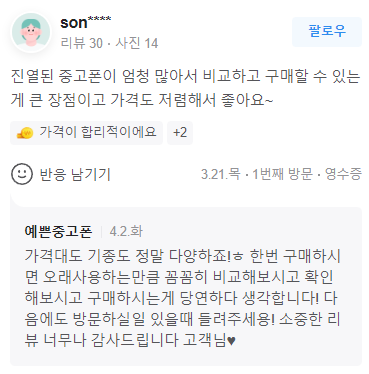 son****
리뷰 30 · 사진 14
팔로우
진열된 중고폰이 엄청 많아서 비교하고 구매할 수 있는
게 큰 장점이고 가격도 저렴해서 좋아요~
가격이 합리적이에요
+2
반응 남기기
3.21.목 · 1번째 방문 · 영수증
예쁜중고폰 4.2.화
가격대도 기종도 정말 다양하죠!ㅎ 한번 구매하시
면 오래사용하는만큼 꼼꼼히 비교해보시고 확인
해보시고 구매하시는게 당연하다 생각합니다! 다
음에도 방문하실일 있을때 들려주세용! 소중한 리
뷰 너무나 감사드립니다 고객님♥